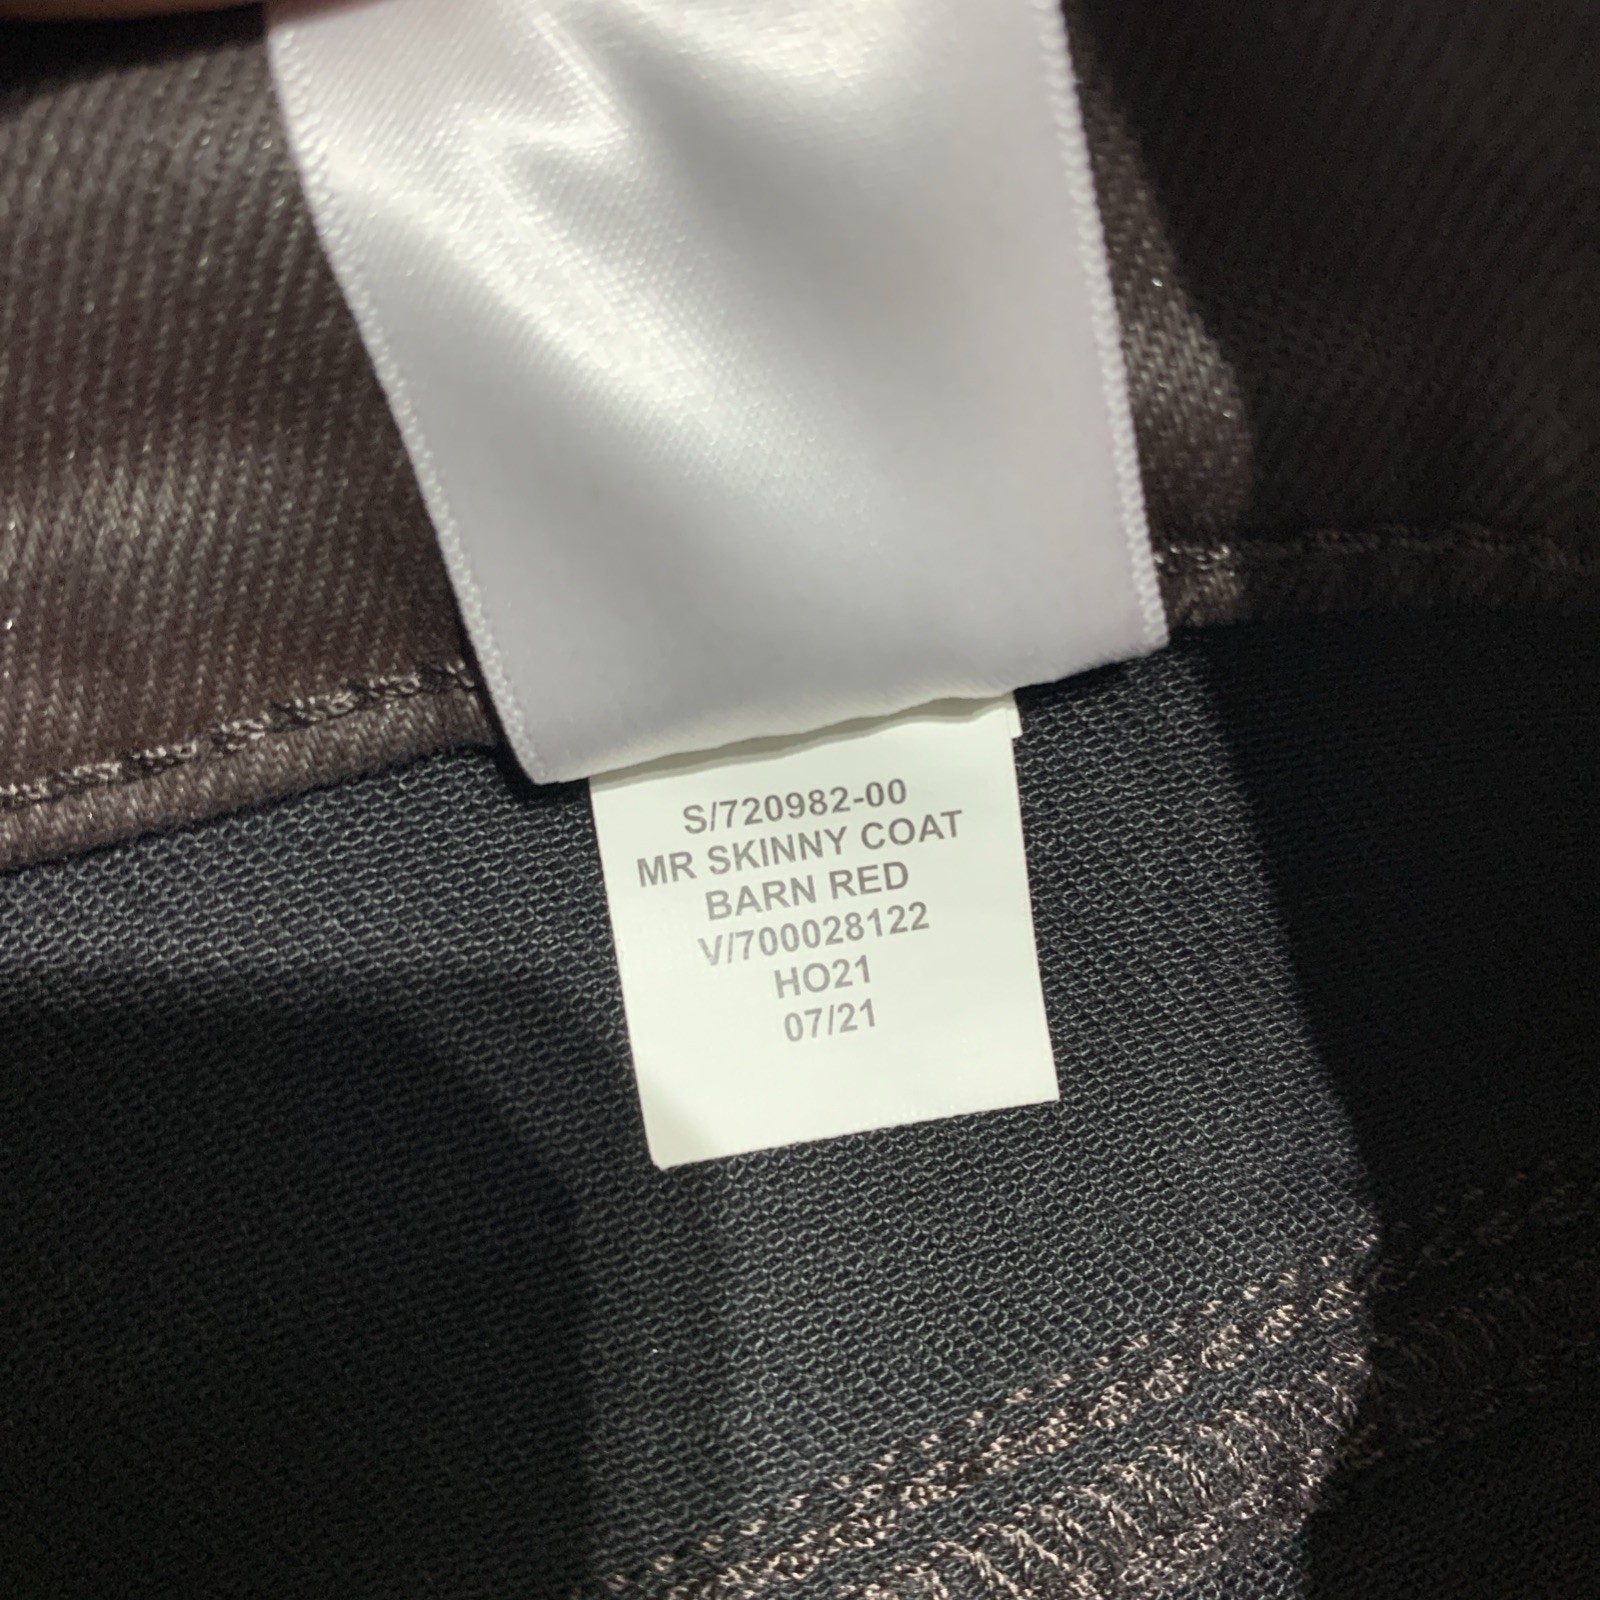 S/720982-00
MR SKINNY COAT
BARN RED
V/700028122
HO21
07/21